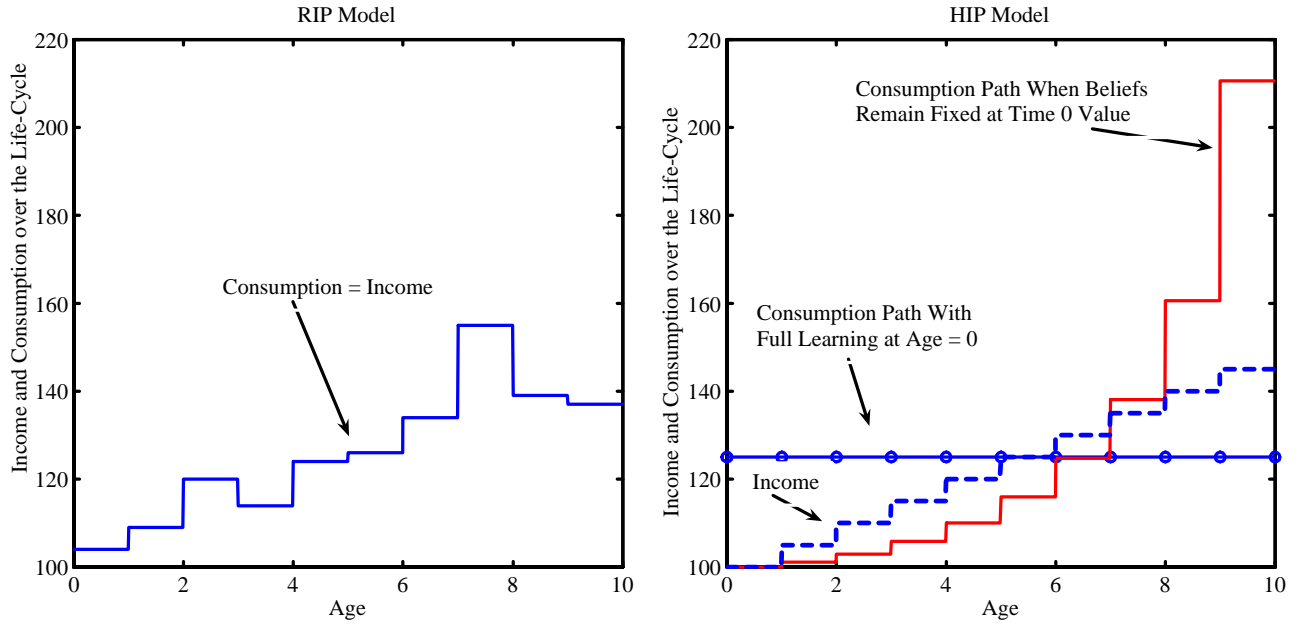 RIP Model
Income and Consumption over the Life-Cycle
220
200
180
160
140
120
100
Consumption = Income
0
2
4
6
8
10
Age
HIP Model
Income and Consumption over the Life-Cycle
220
200
180
160
140
120
100
Consumption Path When Beliefs
Remain Fixed at Time 0 Value
Consumption Path With
Full Learning at Age = 0
Income
0
2
4
6
8
10
Age